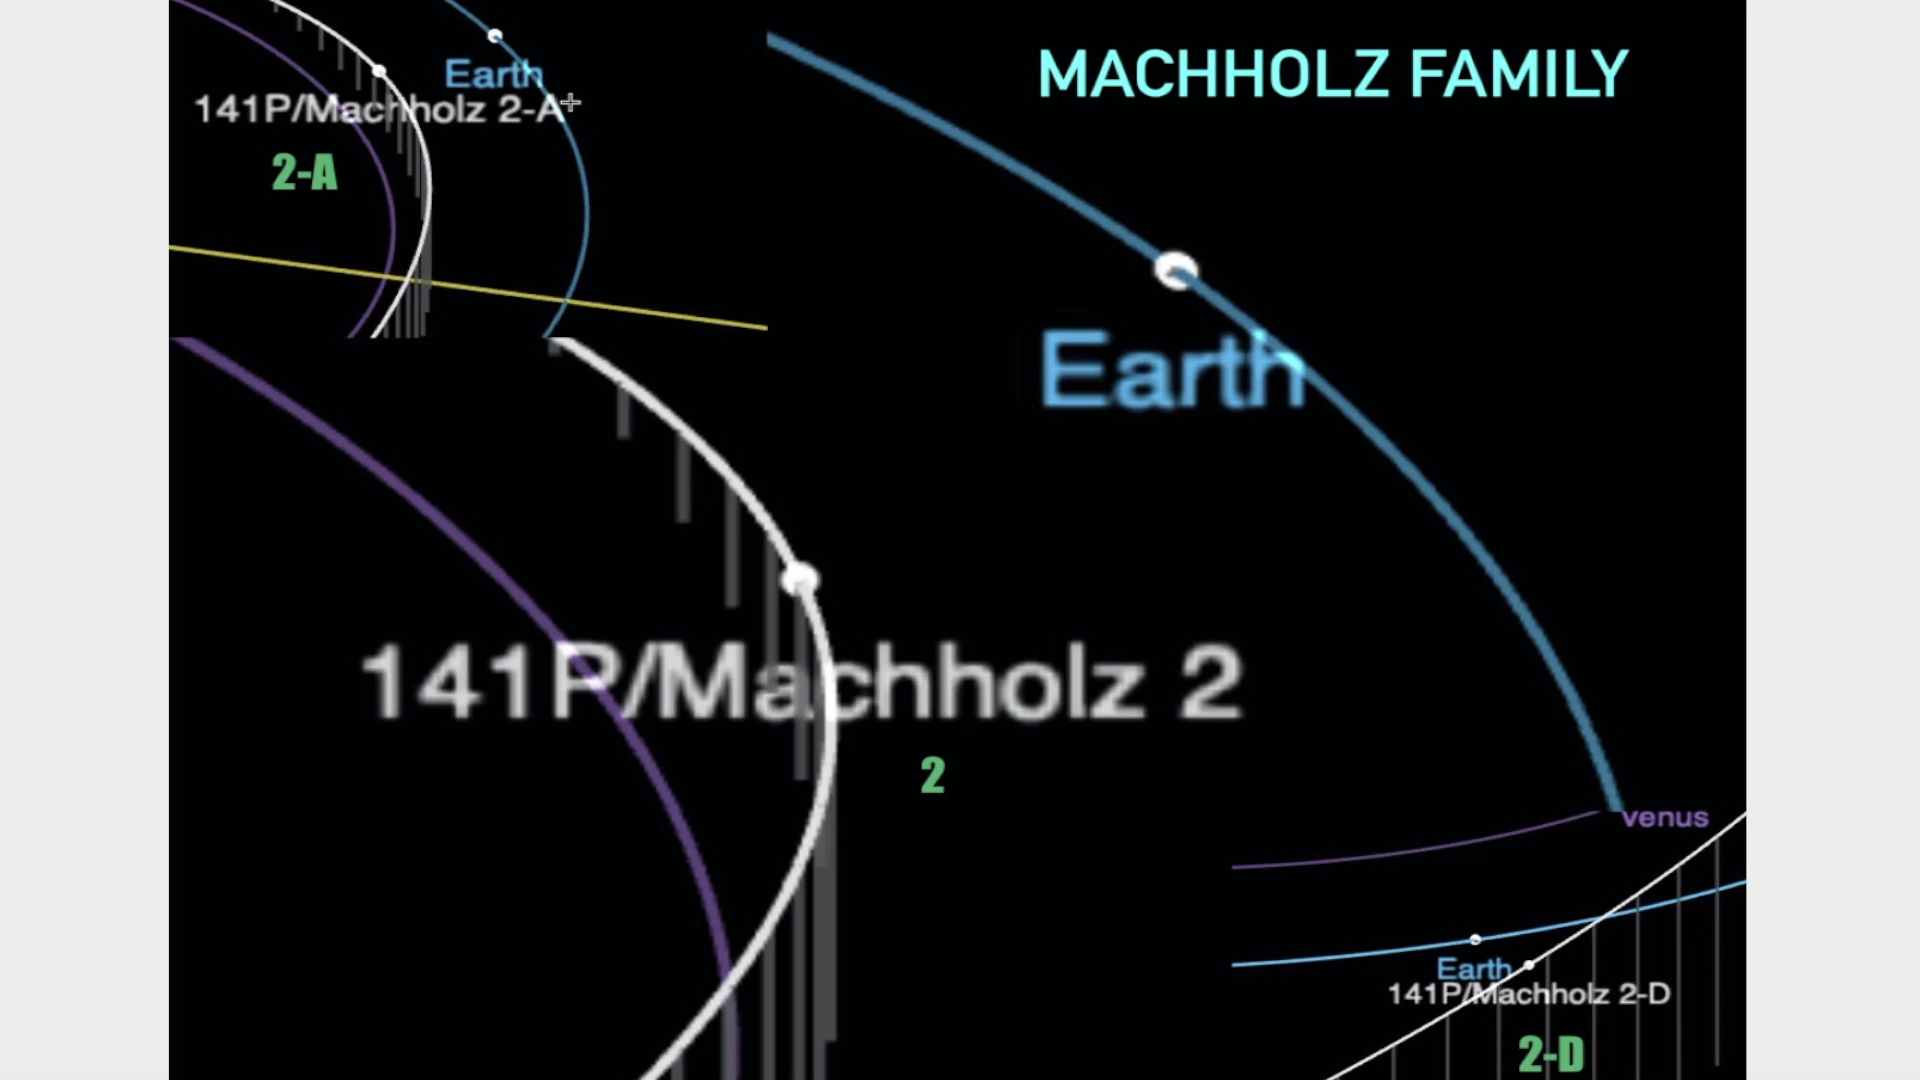 MACHHOLZ FAMILY
Earth
141P/Machholz 2-A
2-A
Earth
141P/Machholz 2
2
venus
Earth
141P/Machholz 2-D
2-D